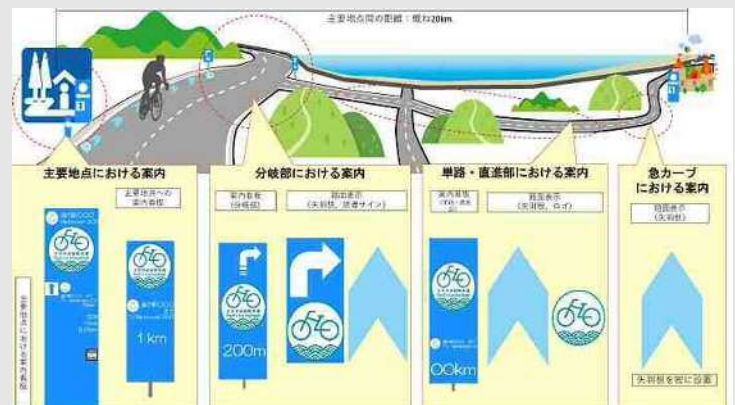 主要地点間の距離：概ね20km
主要地点における案内
主要地点への
案内看板
主要地点における案内看板
1km
分岐部における案内
案内看板
(分岐部)
路面表示
(矢羽根、誘導サイン)
200m
単路・直進部における案内
案内看板
路面表示
(矢羽根、ロゴ)
00km
急カーブ
における案内
路面表示
(矢羽根)
矢羽根を密に設置